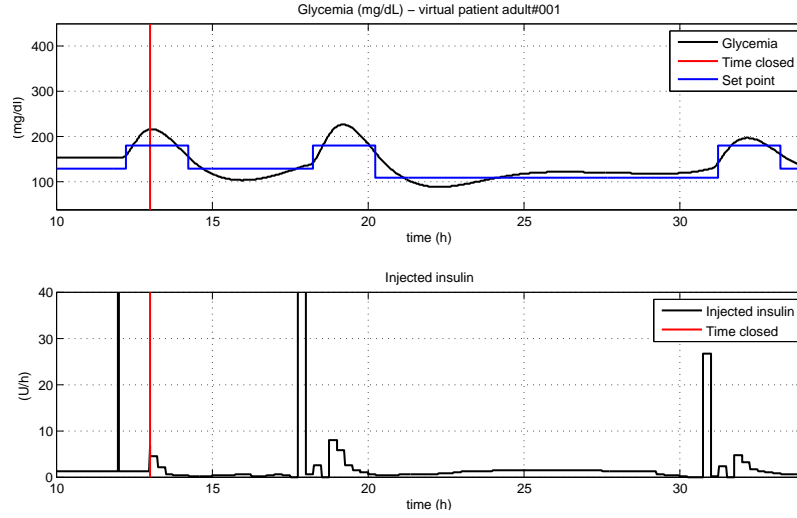 Glycemia (mg/dL) – virtual patient adult#001
400
300
200
100
(mg/dl)
10
15
20
25
30
time (h)
Glycemia
Time closed
Set point
Injected insulin
40
30
20
10
0
(U/h)
10
15
20
25
30
time (h)
Injected insulin
Time closed